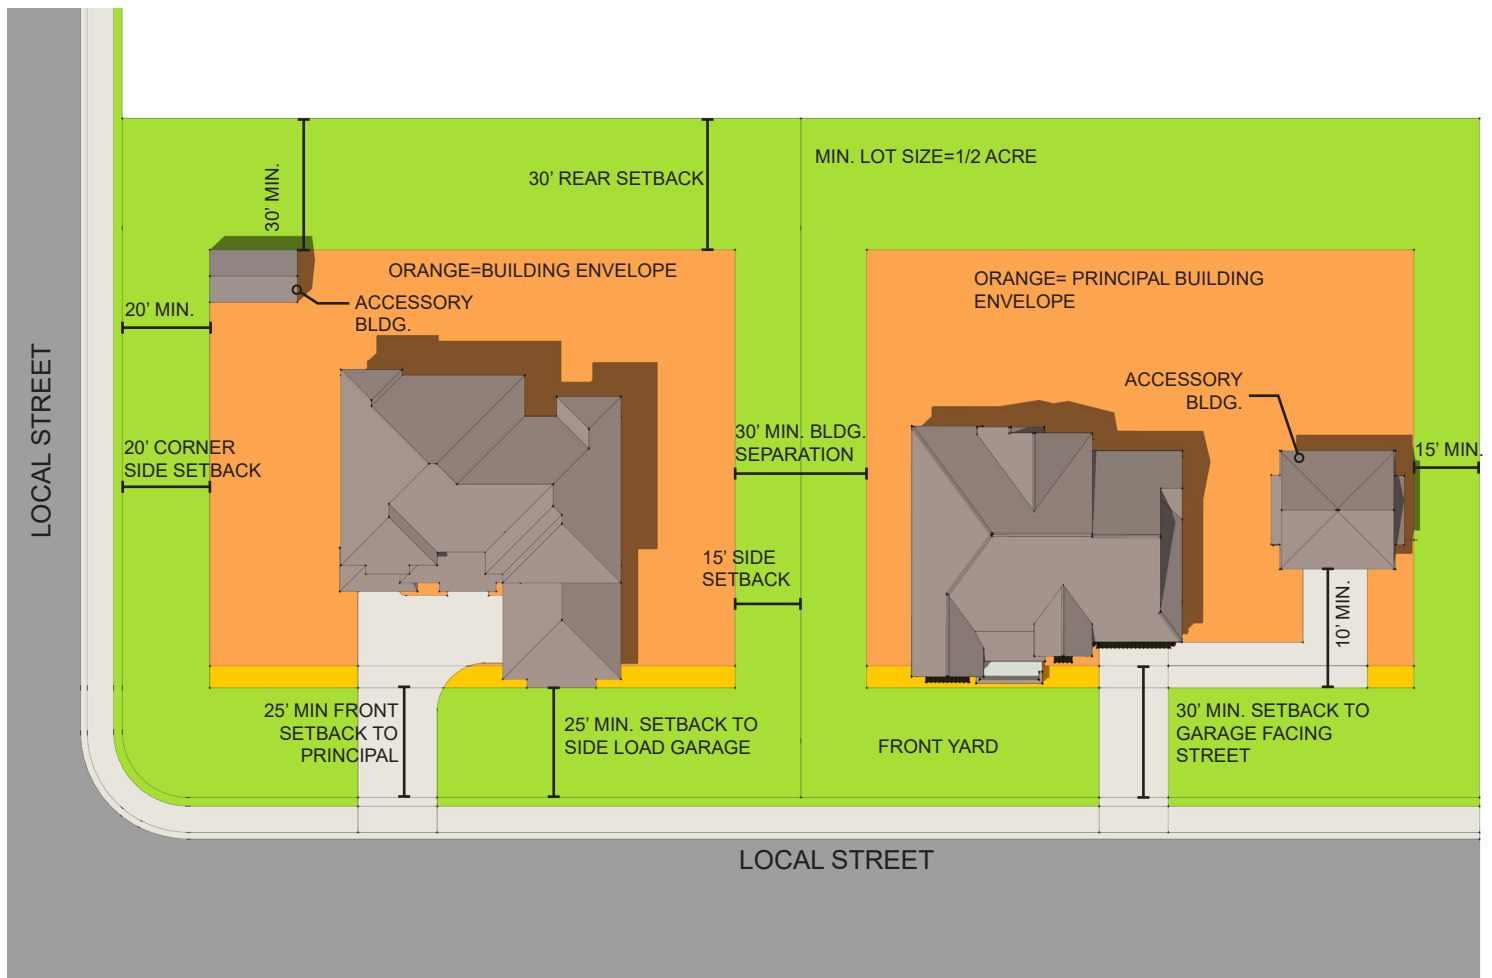 MIN. LOT SIZE=1/2 ACRE
30' MIN.
30' REAR SETBACK
ORANGE=BUILDING ENVELOPE
ORANGE= PRINCIPAL BUILDING
ENVELOPE
20' MIN.
ACCESSORY
BLDG.
LOCAL STREET
ACCESSORY
BLDG.
20' CORNER
SIDE SETBACK
30' MIN. BLDG.
SEPARATION
15' MIN.
15' SIDE
SETBACK
10' MIN.
25' MIN FRONT
SETBACK TO
PRINCIPAL
25' MIN. SETBACK TO
SIDE LOAD GARAGE
FRONT YARD
30' MIN. SETBACK TO
GARAGE FACING
STREET
LOCAL STREET